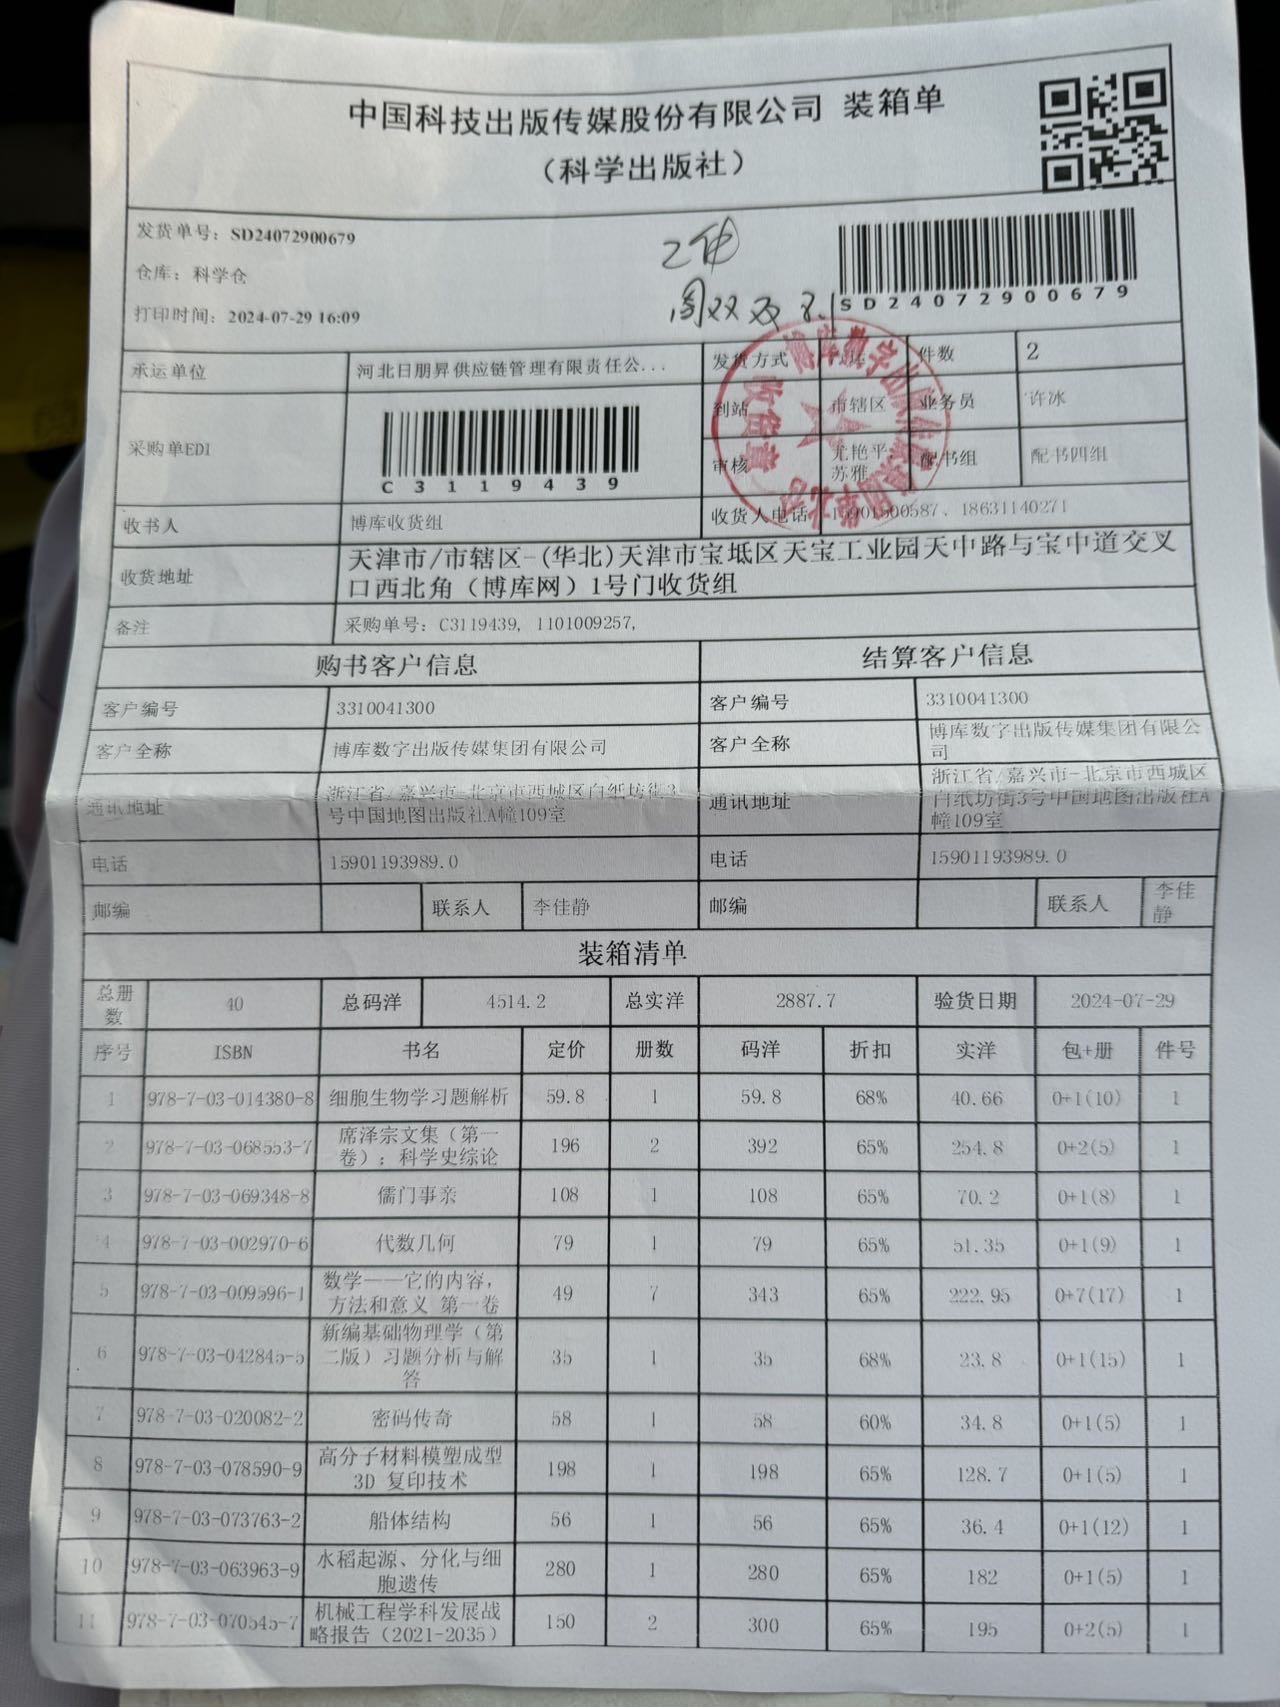 中国科技出版传媒股份有限公司 装箱单
（科学出版社）
发货单号：SD24072900679
仓库：科学仓
打印时间：2024-07-29 16:09
2件
SD24072900679
承运单位 河北日朋昇供应链管理有限责任公... 发货方式 件数 2
采购单EDI C3119439 到站 市辖区 业务员 许冰
审核 尤艳平 苏雅 配书组 配书四组
收书人 博库收货组 收货人电话 18631140271
收货地址 天津市/市辖区-(华北)天津市宝坻区天宝工业园天中路与宝中道交叉
口西北角（博库网）1号门收货组
备注 采购单号：C3119439, 1101009257,
购书客户信息 结算客户信息
客户编号 3310041300 客户编号 3310041300
客户全称 博库数字出版传媒集团有限公司 客户全称 博库数字出版传媒集团有限公
司
通讯地址 浙江省/嘉兴市-北京市西城区白纸坊街3
号中国地图出版社A幢109室 通讯地址 浙江省/嘉兴市-北京市西城区
白纸坊街3号中国地图出版社A
幢109室
电话 15901193989.0 电话 15901193989.0
邮编 联系人 李佳静 邮编 联系人 李佳
静
装箱清单
总册数 40 总码洋 4514.2 总实洋 2887.7 验货日期 2024-07-29
序号 ISBN 书名 定价 册数 码洋 折扣 实洋 包+册 件号
1 978-7-03-014380-8 细胞生物学习题解析 59.8 1 59.8 68% 40.66 0+1(10) 1
2 978-7-03-068553-7 席泽宗文集（第一
卷）：科学史综论 196 2 392 65% 254.8 0+2(5) 1
3 978-7-03-069348-8 儒门事亲 108 1 108 65% 70.2 0+1(8) 1
4 978-7-03-002970-6 代数几何 79 1 79 65% 51.35 0+1(9) 1
5 978-7-03-009596-1 数学——它的内容，
方法和意义 第一卷 49 7 343 65% 222.95 0+7(17) 1
6 978-7-03-042845-5 新编基础物理学（第
二版）习题分析与解
答 35 1 35 68% 23.8 0+1(15) 1
7 978-7-03-020082-2 密码传奇 58 1 58 60% 34.8 0+1(5) 1
8 978-7-03-078590-9 高分子材料模塑成型
3D 复印技术 198 1 198 65% 128.7 0+1(5) 1
9 978-7-03-073763-2 船体结构 56 1 56 65% 36.4 0+1(12) 1
10 978-7-03-063963-9 水稻起源、分化与细
胞遗传 280 1 280 65% 182 0+1(5) 1
11 978-7-03-070545-7 机械工程学科发展战
略报告（2021-2035） 150 2 300 65% 195 0+2(5) 1